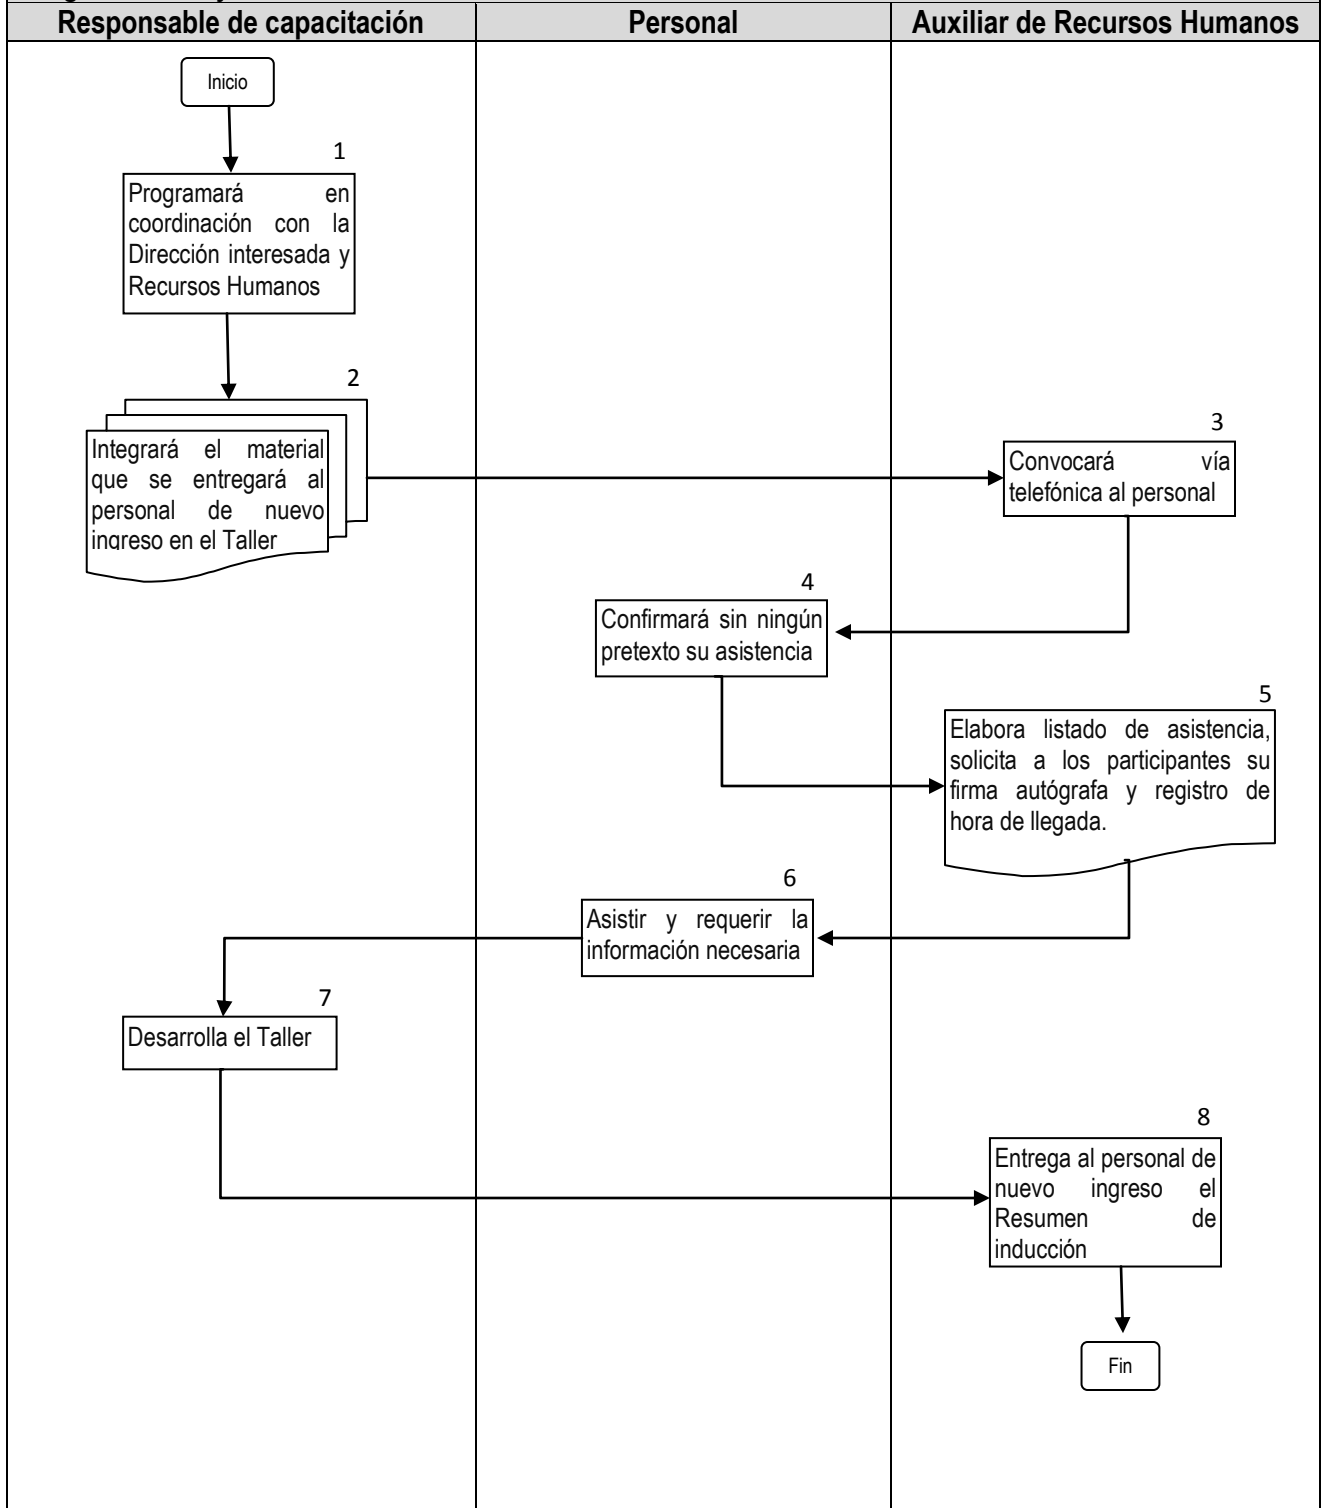 Responsable de capacitación
Personal
Auxiliar de Recursos Humanos
Inicio
1
Programará en
coordinación con la
Dirección interesada y
Recursos Humanos
2
Integrará el material
que se entregará al
personal de nuevo
ingreso en el Taller
3
Convocará vía
telefónica al personal
4
Confirmará sin ningún
pretexto su asistencia
5
Elabora listado de asistencia,
solicita a los participantes su
firma autógrafa y registro de
hora de llegada.
6
Asistir y requerir la
información necesaria
7
Desarrolla el Taller
8
Entrega al personal de
nuevo ingreso el
Resumen de
inducción
Fin